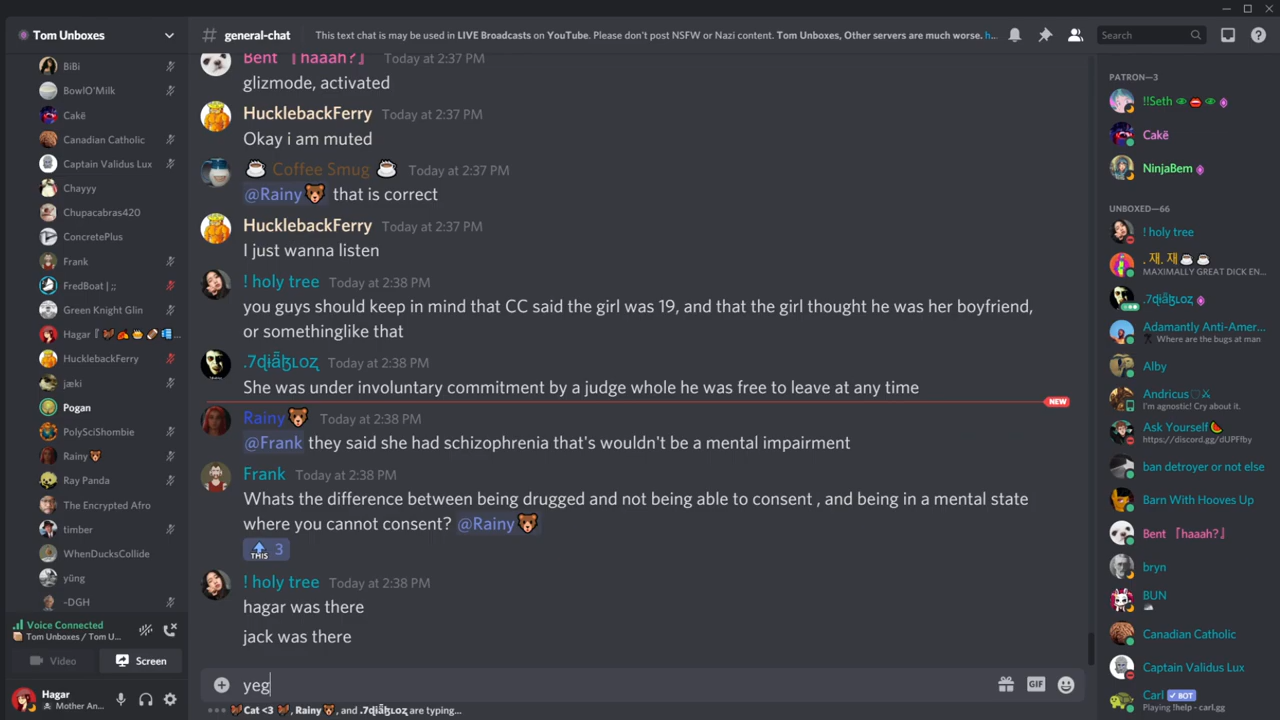 Tom Unboxes
general-chat
This text chat is may be used in LIVE Broadcasts on YouTube. Please don't post NSFW or Nazi content. Tom Unboxes, Other servers are much worse. h...
Search
BiBi
BowlO'Milk
Cakë
Canadian Catholic
Captain Validus Lux
Chayyy
Chupacabras420
ConcretePlus
Frank
FredBoat | ;;
Green Knight Glin
Hagar『🐓🍂...
HucklebackFerry
jæki
Pogan
PolySciShombie
Rainy🐻
Ray Panda
The Encrypted Afro
timber
WhenDucksCollide
yūng
-DGH
Voice Connected
Tom Unboxes / Tom U...
Video
Screen
Hagar
Mother An...
Bent 『haaah?』 Today at 2:37 PM
glizmode, activated
HucklebackFerry Today at 2:37 PM
Okay i am muted
☕ Coffee Smug ☕ Today at 2:37 PM
@Rainy🐻 that is correct
HucklebackFerry Today at 2:37 PM
I just wanna listen
! holy tree Today at 2:38 PM
you guys should keep in mind that CC said the girl was 19, and that the girl thought he was her boyfriend,
or somethinglike that
Today at 2:38 PM
She was under involuntary commitment by a judge whole he was free to leave at any time
NEW
Rainy🐻 Today at 2:38 PM
@Frank they said she had schizophrenia that's wouldn't be a mental impairment
Frank Today at 2:38 PM
Whats the difference between being drugged and not being able to consent , and being in a mental state
where you cannot consent? @Rainy🐻
THIS 3
! holy tree Today at 2:38 PM
hagar was there
jack was there
yeg
GIF
Cat <3, Rainy🐻, and are typing...
PATRON—3
!!Seth 👁👄👁
Cakë
NinjaBem
UNBOXED—66
! holy tree
. 재. 재☕☕
MAXIMALLY GREAT DICK EN...
Adamantly Anti-Amer...
Where are the bugs at man
Alby
Andricus♡⚔
I'm agnostic! Cry about it.
Ask Yourself🍉
https://discord.gg/dUPFfby
ban detroyer or not else
Barn With Hooves Up
Bent 『haaah?』
bryn
BUN
Canadian Catholic
Captain Validus Lux
Carl ✓BOT
Playing !help - carl.gg